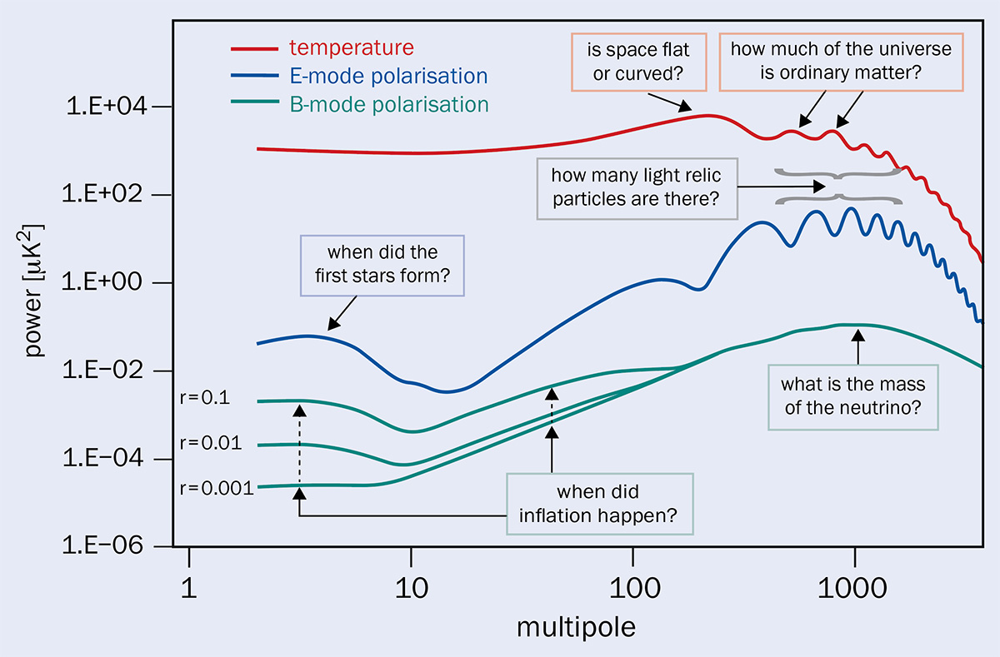 temperature
E-mode polarisation
B-mode polarisation
is space flat
or curved?
how much of the universe
is ordinary matter?
how many light relic
particles are there?
when did the
first stars form?
what is the mass
of the neutrino?
when did
inflation happen?
r=0.1
r=0.01
r=0.001
power [μK²]
1.E+04
1.E+02
1.E+00
1.E−02
1.E−04
1.E−06
1
10
100
1000
multipole